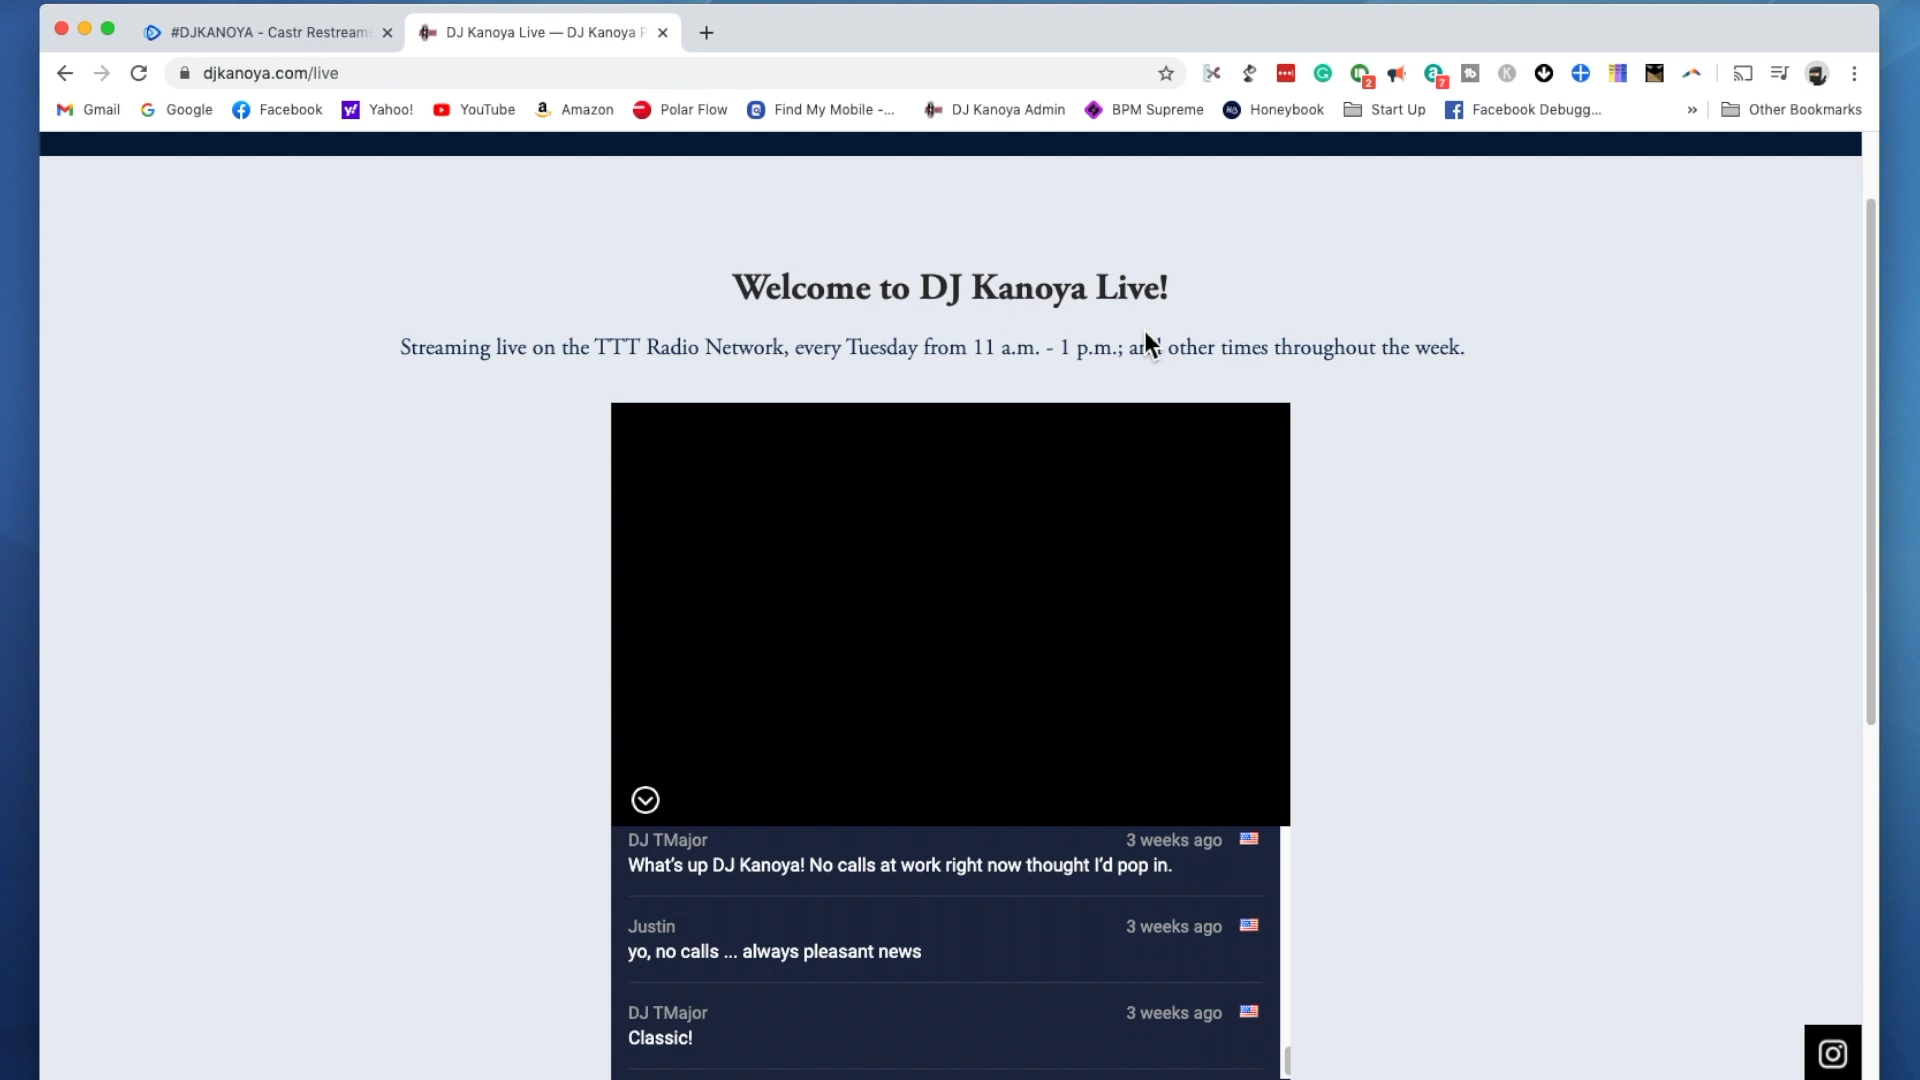 #DJKANOYA - Castr Restream
DJ Kanoya Live — DJ Kanoya P
djkanoya.com/live
2
7
tb
K
Gmail
Google
Facebook
Yahoo!
YouTube
Amazon
Polar Flow
Find My Mobile -...
DJ Kanoya Admin
BPM Supreme
Honeybook
Start Up
Facebook Debugg...
»
Other Bookmarks
Welcome to DJ Kanoya Live!
Streaming live on the TTT Radio Network, every Tuesday from 11 a.m. - 1 p.m.; and other times throughout the week.
DJ TMajor
3 weeks ago
What's up DJ Kanoya! No calls at work right now thought I'd pop in.
Justin
3 weeks ago
yo, no calls ... always pleasant news
DJ TMajor
3 weeks ago
Classic!